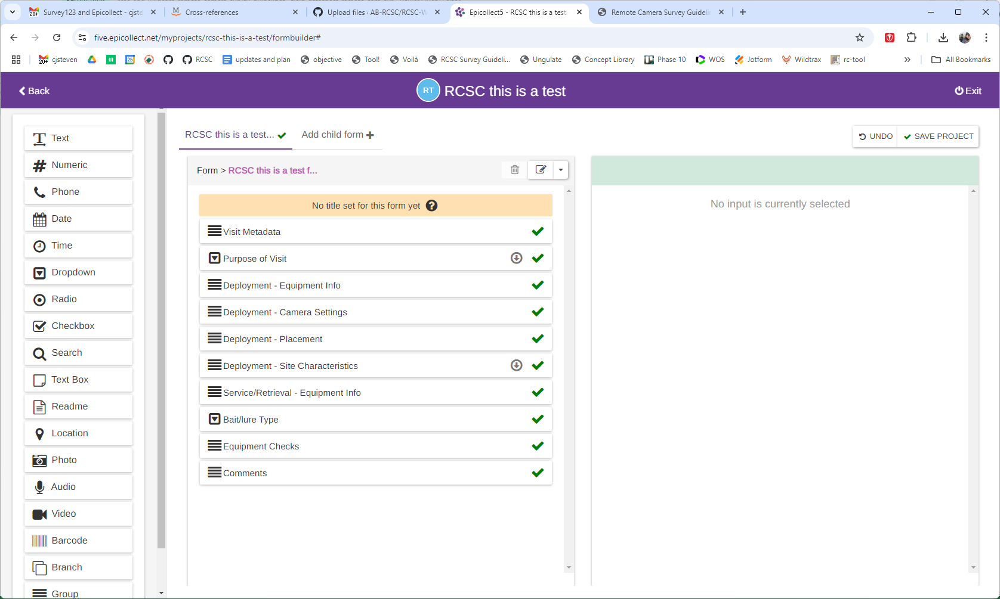 Survey123 and Epicollect - cjste
Cross-references
Upload files · AB-RCSC/RCSC-W
Epicollect5 - RCSC this is a test
Remote Camera Survey Guidelin
five.epicollect.net/myprojects/rcsc-this-is-a-test/formbuilder#
20+ cjsteven
25
RCSC
updates and plan
objective
Tool!
Voilà
RCSC Survey Guideli...
Ungulate
Concept Library
Phase 10
WOS
Jotform
Wildtrax
rc-tool
All Bookmarks
Back
RT RCSC this is a test
Exit
Text
Numeric
Phone
Date
Time
Dropdown
Radio
Checkbox
Search
Text Box
Readme
Location
Photo
Audio
Video
Barcode
Branch
Group
RCSC this is a test...
Add child form
UNDO
SAVE PROJECT
Form > RCSC this is a test f...
No title set for this form yet
Visit Metadata
Purpose of Visit
Deployment - Equipment Info
Deployment - Camera Settings
Deployment - Placement
Deployment - Site Characteristics
Service/Retrieval - Equipment Info
Bait/lure Type
Equipment Checks
Comments
No input is currently selected